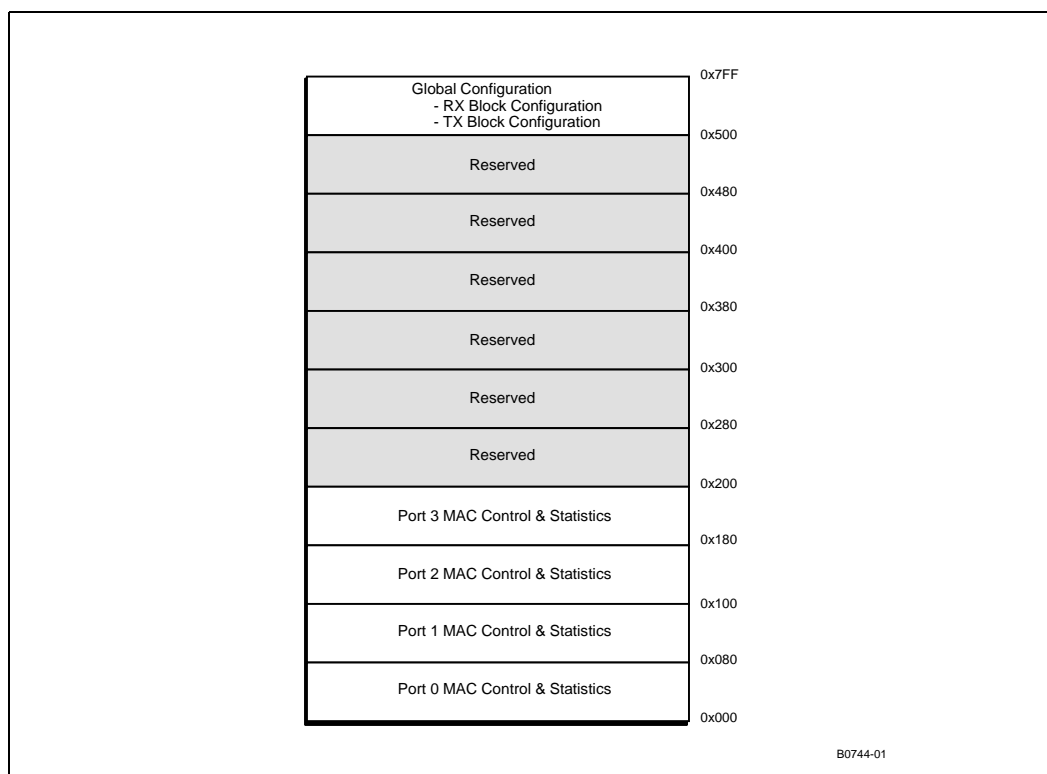 0x7FF
Global Configuration
- RX Block Configuration
- TX Block Configuration
0x500
Reserved
0x480
Reserved
0x400
Reserved
0x380
Reserved
0x300
Reserved
0x280
Reserved
0x200
Port 3 MAC Control & Statistics
0x180
Port 2 MAC Control & Statistics
0x100
Port 1 MAC Control & Statistics
0x080
Port 0 MAC Control & Statistics
0x000
B0744-01